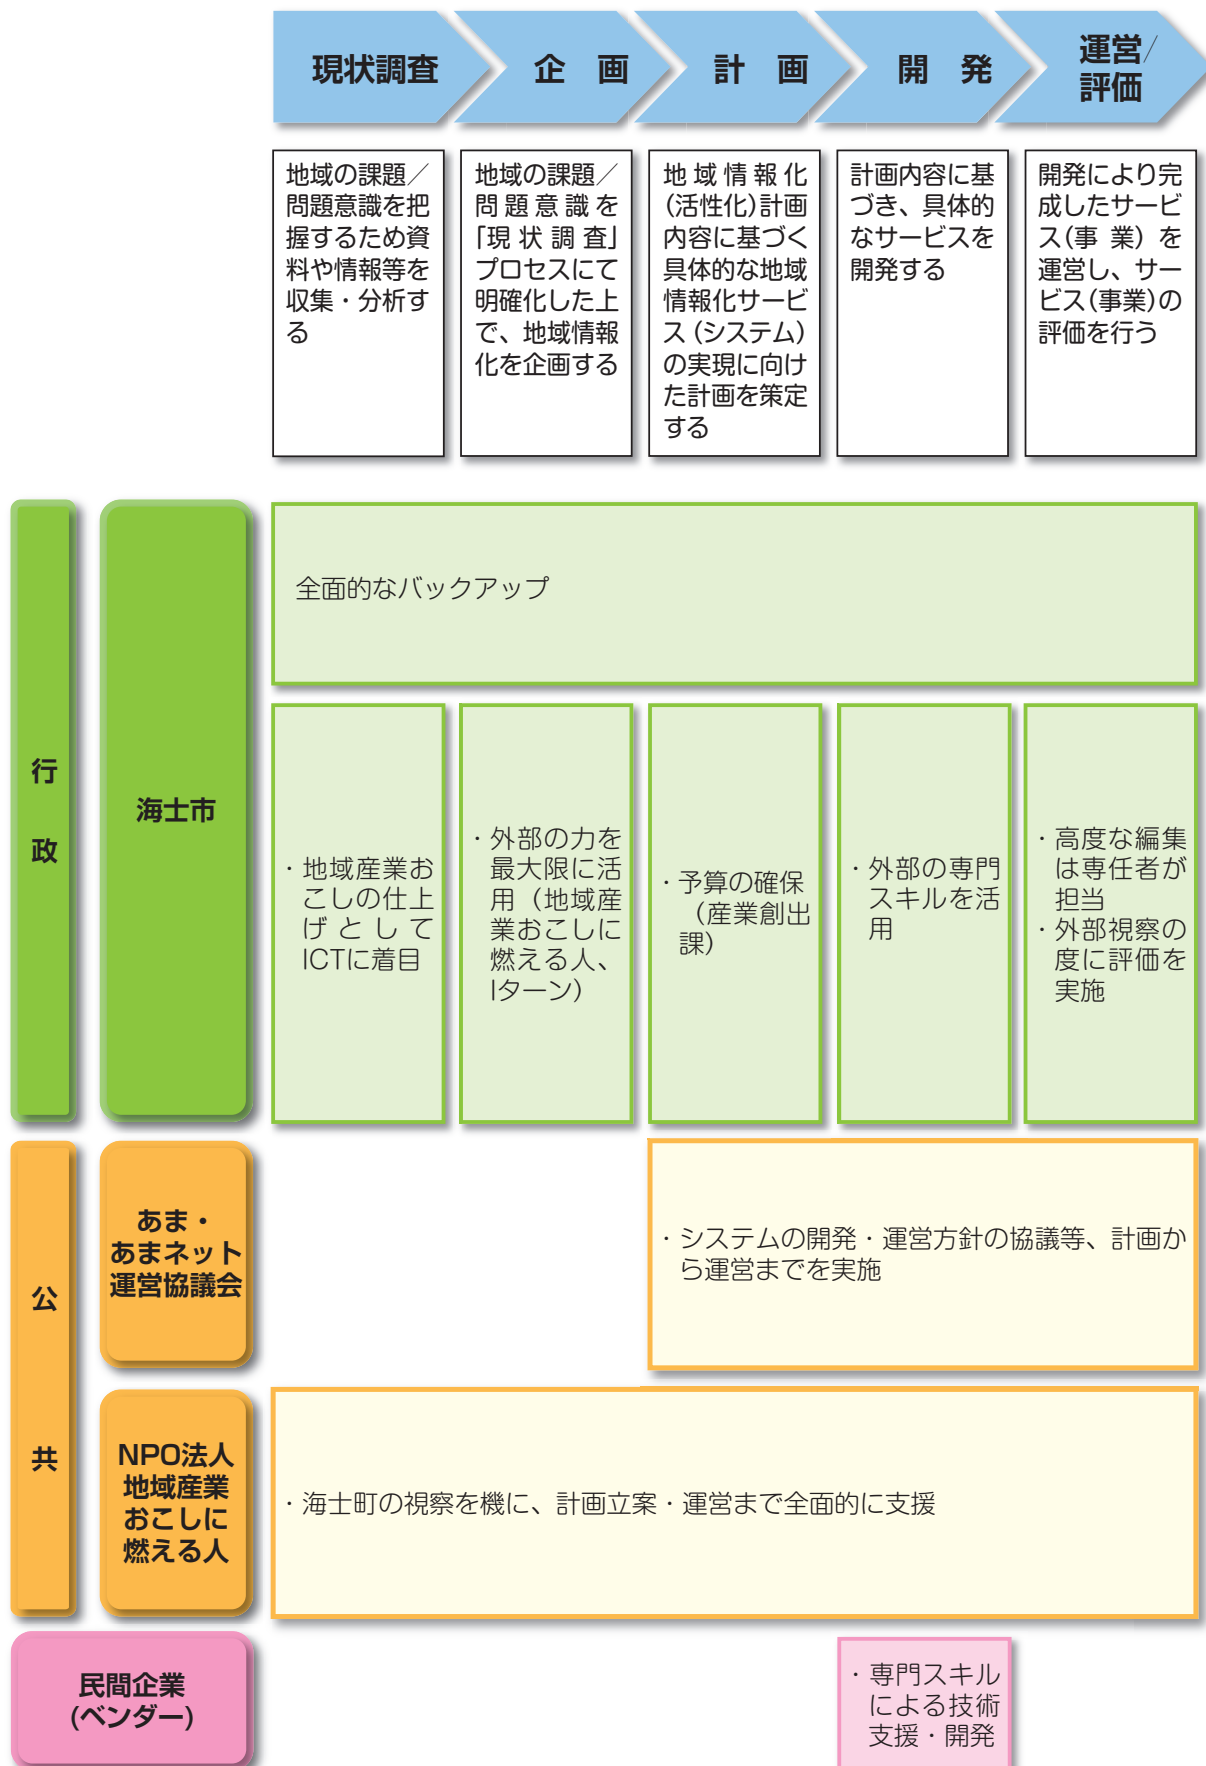 現状調査
企　画
計　画
開　発
運営/
評価
地域の課題／
問題意識を把
握するため資
料や情報等を
収集・分析す
る
地域の課題／
問題意識を
「現状調査」
プロセスにて
明確化した上
で、地域情報
化を企画する
地域情報化
（活性化）計画
内容に基づく
具体的な地域
情報化サービ
ス（システム）
の実現に向け
た計画を策定
する
計画内容に基
づき、具体的
なサービスを
開発する
開発により完
成したサービ
ス（事業）を
運営し、サー
ビス（事業）の
評価を行う
行政
海士市
全面的なバックアップ
・地域産業お
こしの仕上
げとして
ICTに着目
・外部の力を
最大限に活
用（地域産
業おこしに
燃える人、
Iターン）
・予算の確保
（産業創出
課）
・外部の専門
スキルを活
用
・高度な編集
は専任者が
担当
・外部視察の
度に評価を
実施
公共
あま・
あまネット
運営協議会
・システムの開発・運営方針の協議等、計画か
ら運営までを実施
NPO法人
地域産業
おこしに
燃える人
・海士町の視察を機に、計画立案・運営まで全面的に支援
民間企業
(ベンダー)
・専門スキル
による技術
支援・開発